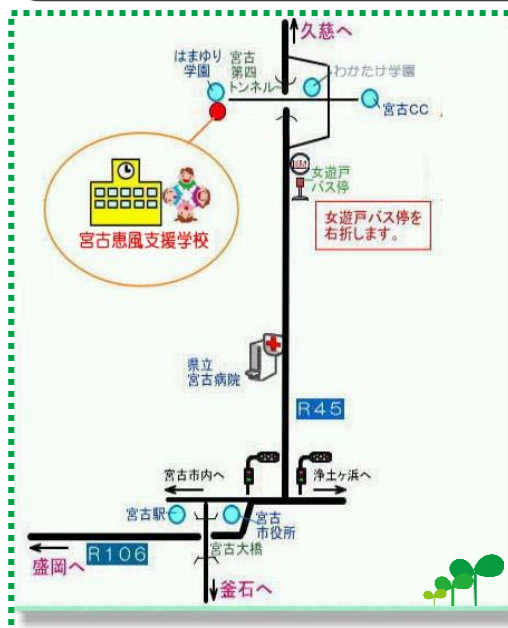 久慈へ
はまゆり
学園
宮古
第四
トンネル
わかたけ学園
宮古CC
女遊戸
バス停
女遊戸バス停を
右折します。
宮古恵風支援学校
県立
宮古病院
R45
宮古市内へ
浄土ヶ浜へ
宮古駅
宮古
市役所
宮古大橋
R106
盛岡へ
釜石へ